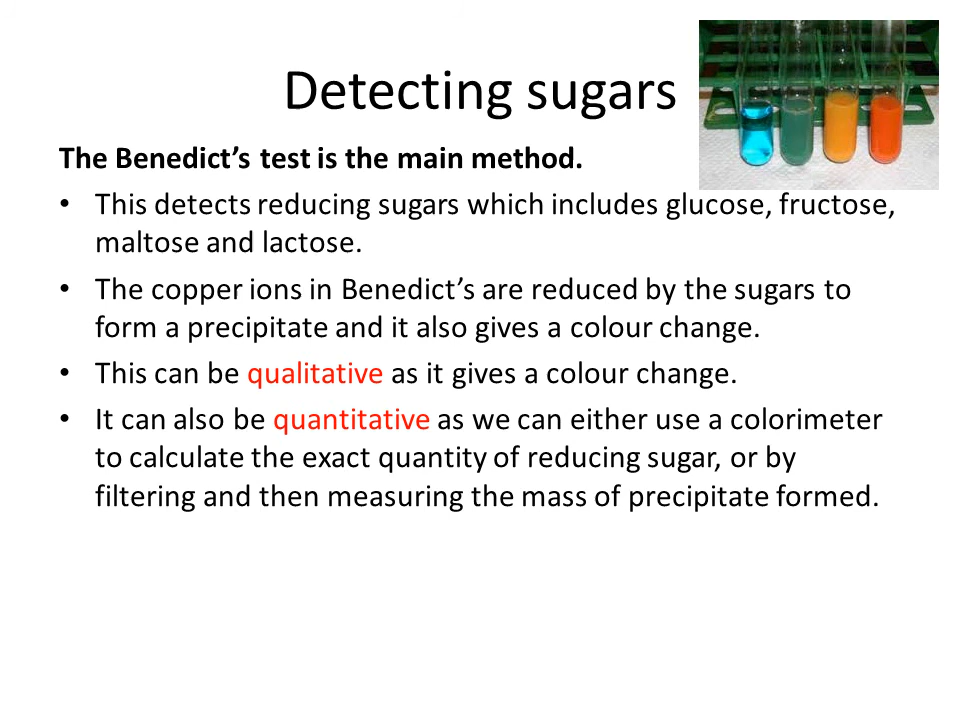 Detecting sugars
The Benedict’s test is the main method.
• This detects reducing sugars which includes glucose, fructose,
maltose and lactose.
• The copper ions in Benedict’s are reduced by the sugars to
form a precipitate and it also gives a colour change.
• This can be qualitative as it gives a colour change.
• It can also be quantitative as we can either use a colorimeter
to calculate the exact quantity of reducing sugar, or by
filtering and then measuring the mass of precipitate formed.